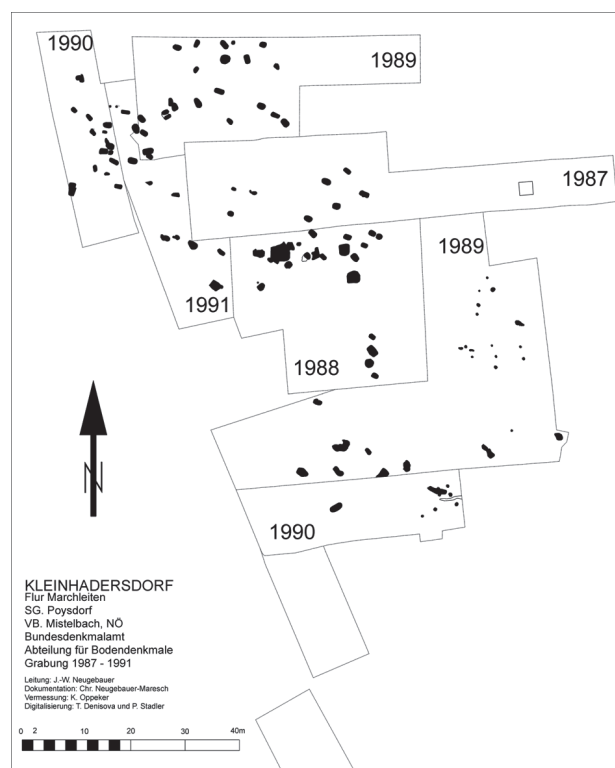 1990
1989
1987
1989
1991
1988
1990
N
KLEINHADERSDORF
Flur Marchleiten
SG. Poysdorf
VB. Mistelbach, NÖ
Bundesdenkmalamt
Abteilung für Bodendenkmale
Grabung 1987 - 1991
Leitung: J.-W. Neugebauer
Dokumentation: Chr. Neugebauer-Maresch
Vermessung: K. Oppeker
Digitalisierung: T. Denisova und P. Stadler
0 2 10 20 30 40m